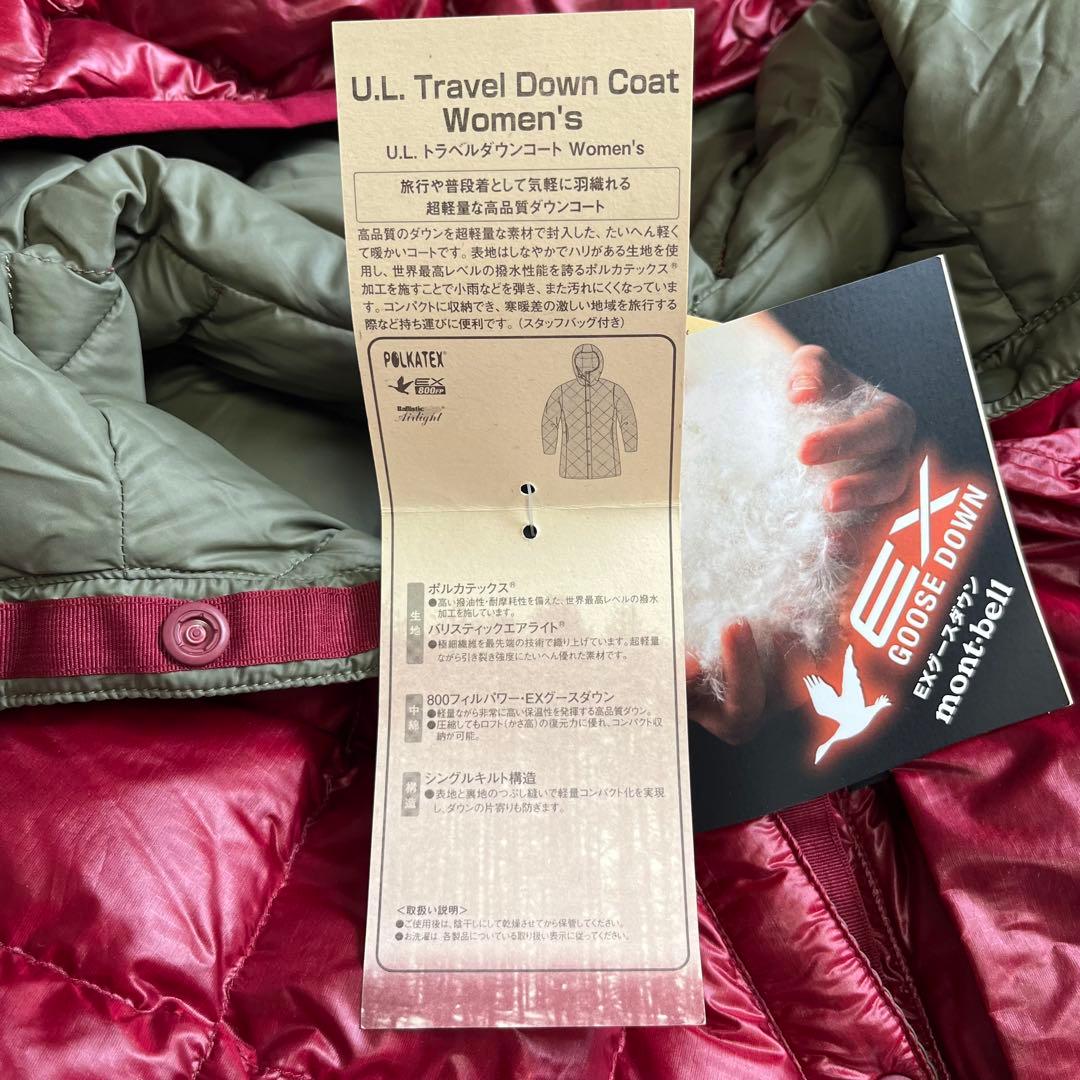 U.L. Travel Down Coat
Women's
U.L. トラベルダウンコート Women's
旅行や普段着として気軽に羽織れる
超軽量な高品質ダウンコート
高品質のダウンを超軽量な素材で封入した、たいへん軽く
て暖かいコートです。表地はしなやかでハリがある生地を使
用し、世界最高レベルの撥水性能を誇るポルカテックス®
加工を施すことで小雨などを弾き、また汚れにくくなっていま
す。コンパクトに収納でき、寒暖差の激しい地域を旅行する
際など持ち運びに便利です。(スタッフバッグ付き)
POLKATEX®
EX
800FP
Ballistic
Airlight®
生地
ポルカテックス®
●高い撥油性・耐摩耗性を備えた、世界最高レベルの撥水
加工を施しています。
バリスティックエアライト®
●極細繊維を最先端の技術で織り上げています。超軽量
ながら引き裂き強度にたいへん優れた素材です。
中綿
800フィルパワー・EXグースダウン
●軽量ながら非常に高い保温性を発揮する高品質ダウン。
●圧縮してもロフト(かさ高)の復元力に優れ、コンパクト収
納が可能。
構造
シングルキルト構造
●表地と裏地のつぶし縫いで軽量コンパクト化を実現
し、ダウンの片寄りも防ぎます。
<取扱い説明>
●ご使用後は、陰干しにして乾燥させてから保管してください。
●お洗濯は、各製品についている取り扱い表示に従ってください。
EX
GOOSE DOWN
EXグースダウン
mont·bell